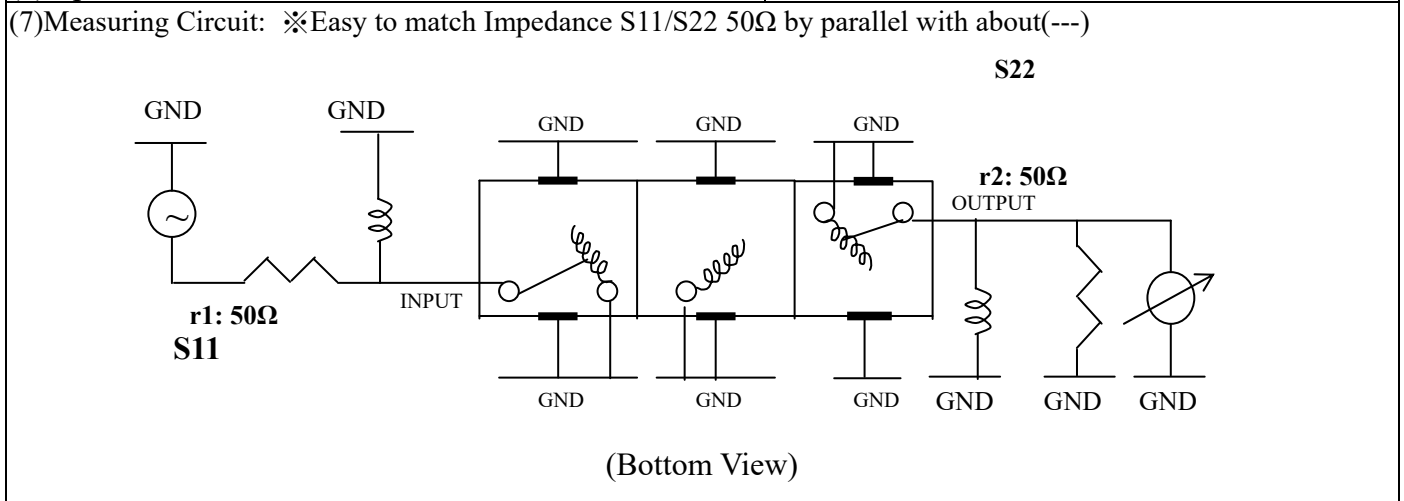 (7)Measuring Circuit: ※Easy to match Impedance S11/S22 50Ω by parallel with about(---)
S22
GND
GND
GND
GND
GND
r2: 50Ω
OUTPUT
INPUT
r1: 50Ω
S11
GND
GND
GND
GND
GND
GND
(Bottom View)